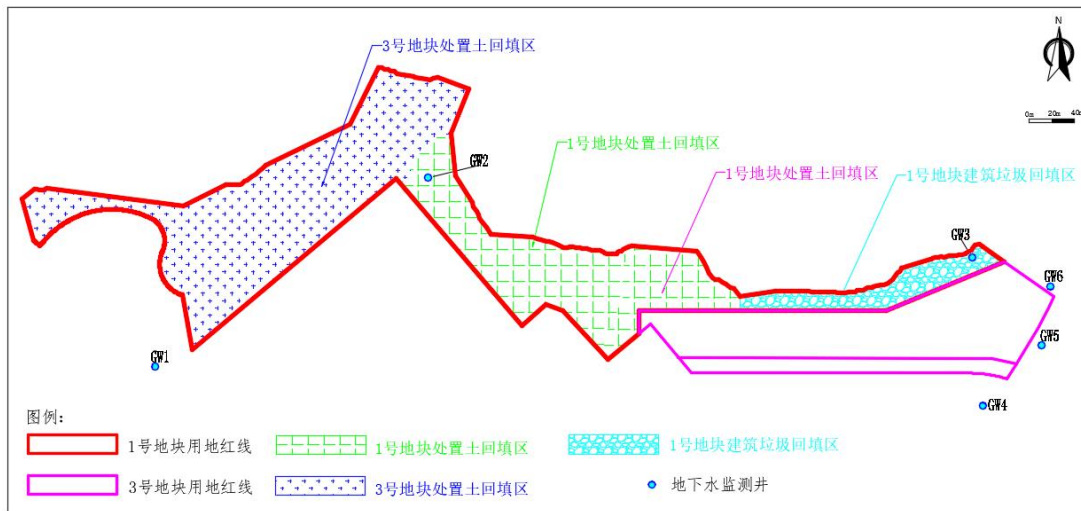 N
3号地块处置土回填区
0m 20m 40m
1号地块处置土回填区
GW2
1号地块处置土回填区
1号地块建筑垃圾回填区
GW3
GW6
GW5
GW1
GW4
图例:
1号地块用地红线
1号地块处置土回填区
1号地块建筑垃圾回填区
3号地块用地红线
3号地块处置土回填区
地下水监测井